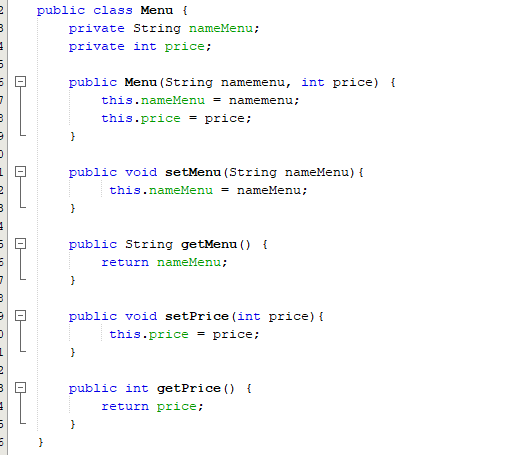 public class Menu {
private String nameMenu;
private int price;
public Menu(String namemenu, int price) {
this.nameMenu = namemenu;
this.price = price;
}
public void setMenu(String nameMenu){
this.nameMenu = nameMenu;
}
public String getMenu() {
return nameMenu;
}
public void setPrice(int price){
this.price = price;
}
public int getPrice() {
return price;
}
}